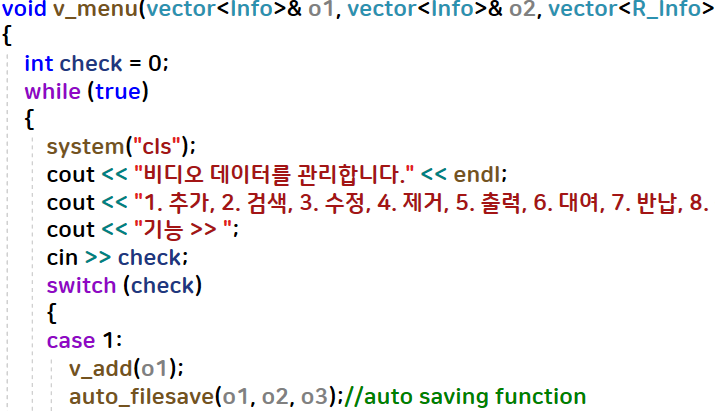 void v_menu(vector<Info>& o1, vector<Info>& o2, vector<R_Info>
{
int check = 0;
while (true)
{
system("cls");
cout << "비디오 데이터를 관리합니다." << endl;
cout << "1. 추가, 2. 검색, 3. 수정, 4. 제거, 5. 출력, 6. 대여, 7. 반납, 8.
cout << "기능 >> ";
cin >> check;
switch (check)
{
case 1:
v_add(o1);
auto_filesave(o1, o2, o3);//auto saving function